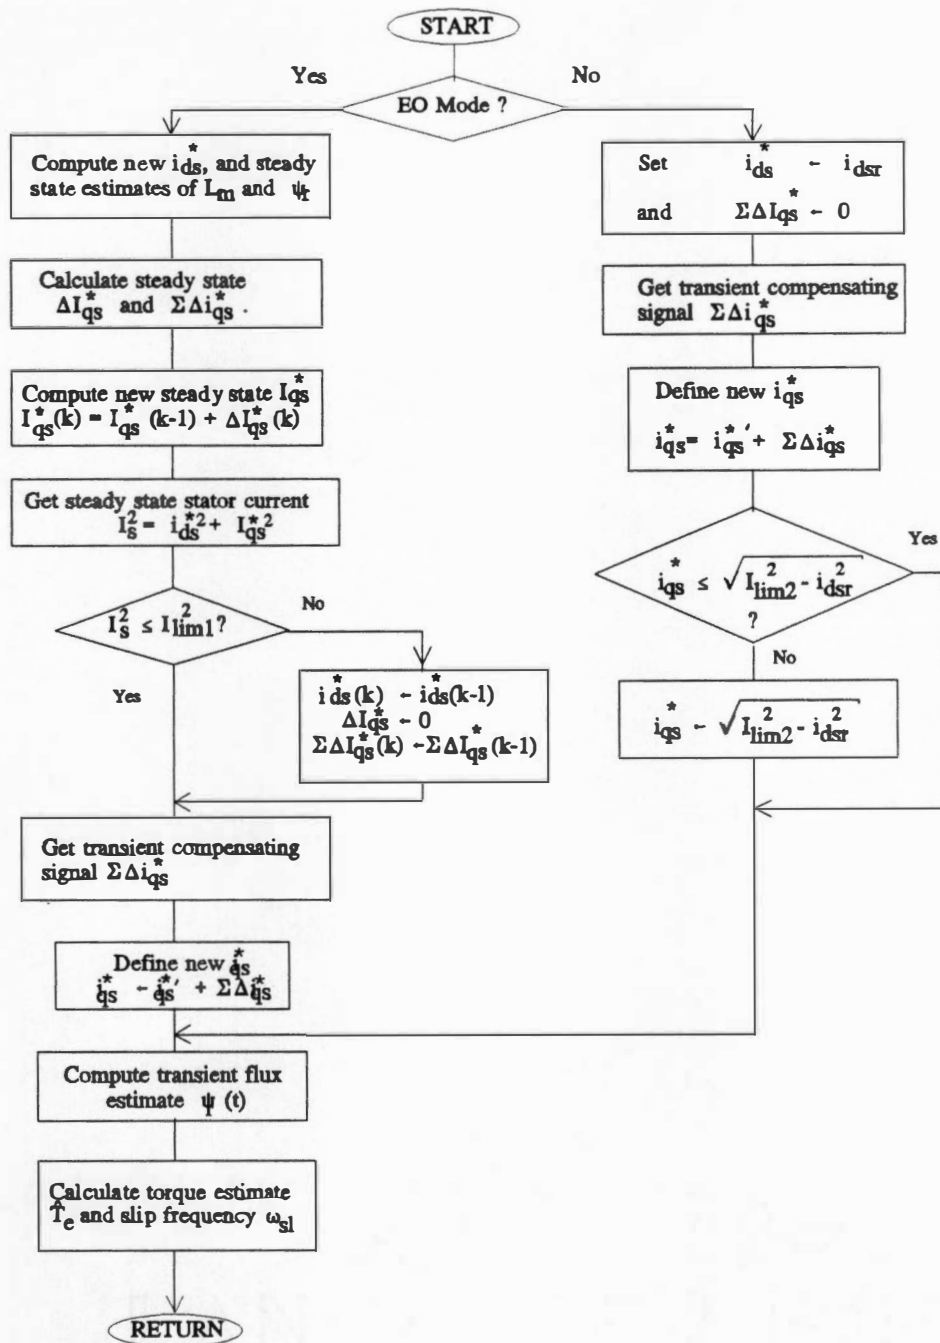 START
Yes
No
EO Mode ?
Compute new i*ds, and steady
state estimates of Lm and ψr
Calculate steady state
ΔI*qs and ΣΔi*qs .
Compute new steady state I*qs
I*qs(k) = I*qs (k-1) + ΔI*qs (k)
Get steady state stator current
I²s = i*²ds + I*²qs
I²s ≤ I²lim1?
No
Yes
i*ds(k) ← i*ds(k-1)
ΔI*qs ← 0
ΣΔI*qs(k) ← ΣΔI*qs(k-1)
Get transient compensating
signal ΣΔi*qs
Define new i*qs
i*qs ← i*qs′ + ΣΔi*qs
Set i*ds ← idsr
and ΣΔI*qs ← 0
Get transient compensating
signal ΣΔi*qs
Define new i*qs
i*qs = i*qs′ + ΣΔi*qs
Yes
i*qs ≤ √I²lim2 - i²dsr
?
No
i*qs ← √I²lim2 - i²dsr
Compute transient flux
estimate ψ (t)
Calculate torque estimate
T̂e and slip frequency ωsl
RETURN